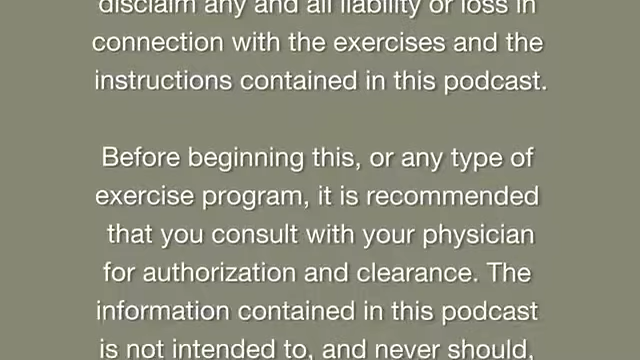 disclaim any and all liability or loss in
connection with the exercises and the
instructions contained in this podcast.
Before beginning this, or any type of
exercise program, it is recommended
that you consult with your physician
for authorization and clearance. The
information contained in this podcast
is not intended to, and never should,